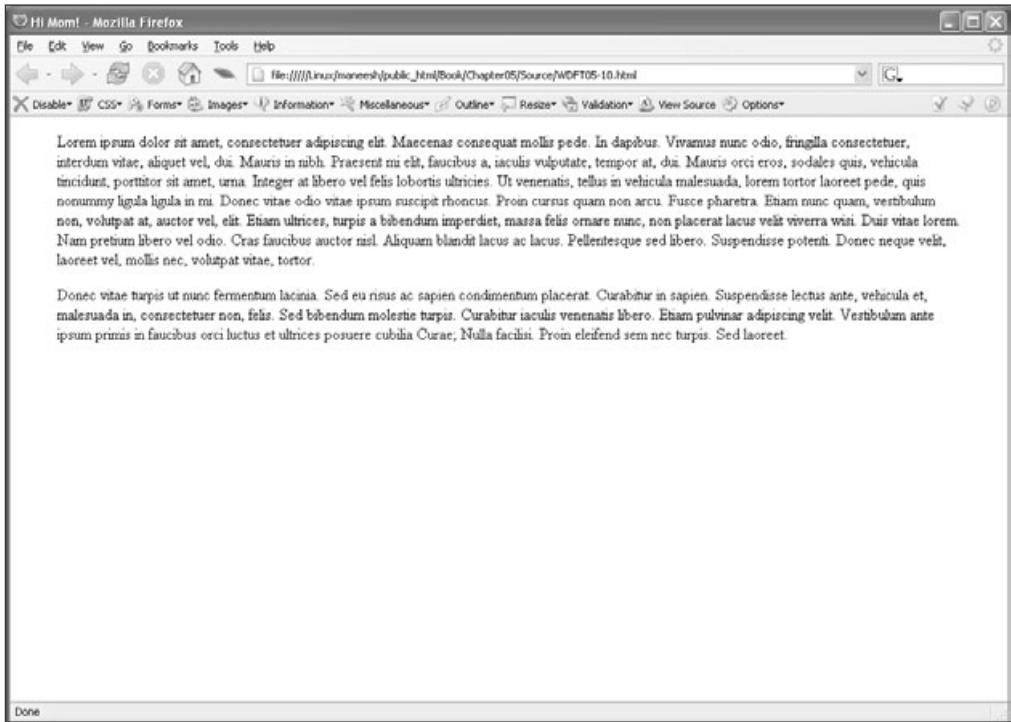 Hi Mom! - Mozilla Firefox
File Edit View Go Bookmarks Tools Help
file://///Linux/maneesh/public_html/Book/Chapter05/Source/WDFT05-10.html G
Disable CSS Forms Images Information Miscellaneous Outline Resize Validation View Source Options
Lorem ipsum dolor sit amet, consectetuer adipiscing elit. Maecenas consequat mollis pede. In dapibus. Vivamus nunc odio, fringilla consectetuer,
interdum vitae, aliquet vel, dui. Mauris in nibh. Praesent mi elit, faucibus a, iaculis vulputate, tempor at, dui. Mauris orci eros, sodales quis, vehicula
tincidunt, porttitor sit amet, urna. Integer at libero vel felis lobortis ultricies. Ut venenatis, tellus in vehicula malesuada, lorem tortor laoreet pede, quis
nonummy ligula ligula in mi. Donec vitae odio vitae ipsum suscipit rhoncus. Proin cursus quam non arcu. Fusce pharetra. Etiam nunc quam, vestibulum
non, volutpat at, auctor vel, elit. Etiam ultrices, turpis a bibendum imperdiet, massa felis ornare nunc, non placerat lacus velit viverra wisi. Duis vitae lorem.
Nam pretium libero vel odio. Cras faucibus auctor nisl. Aliquam blandit lacus ac lacus. Pellentesque sed libero. Suspendisse potenti. Donec neque velit,
laoreet vel, mollis nec, volutpat vitae, tortor.
Donec vitae turpis ut nunc fermentum lacinia. Sed eu risus ac sapien condimentum placerat. Curabitur in sapien. Suspendisse lectus ante, vehicula et,
malesuada in, consectetuer non, felis. Sed bibendum molestie turpis. Curabitur iaculis venenatis libero. Etiam pulvinar adipiscing velit. Vestibulum ante
ipsum primis in faucibus orci luctus et ultrices posuere cubilia Curae; Nulla facilisi. Proin eleifend sem nec turpis. Sed laoreet.
Done